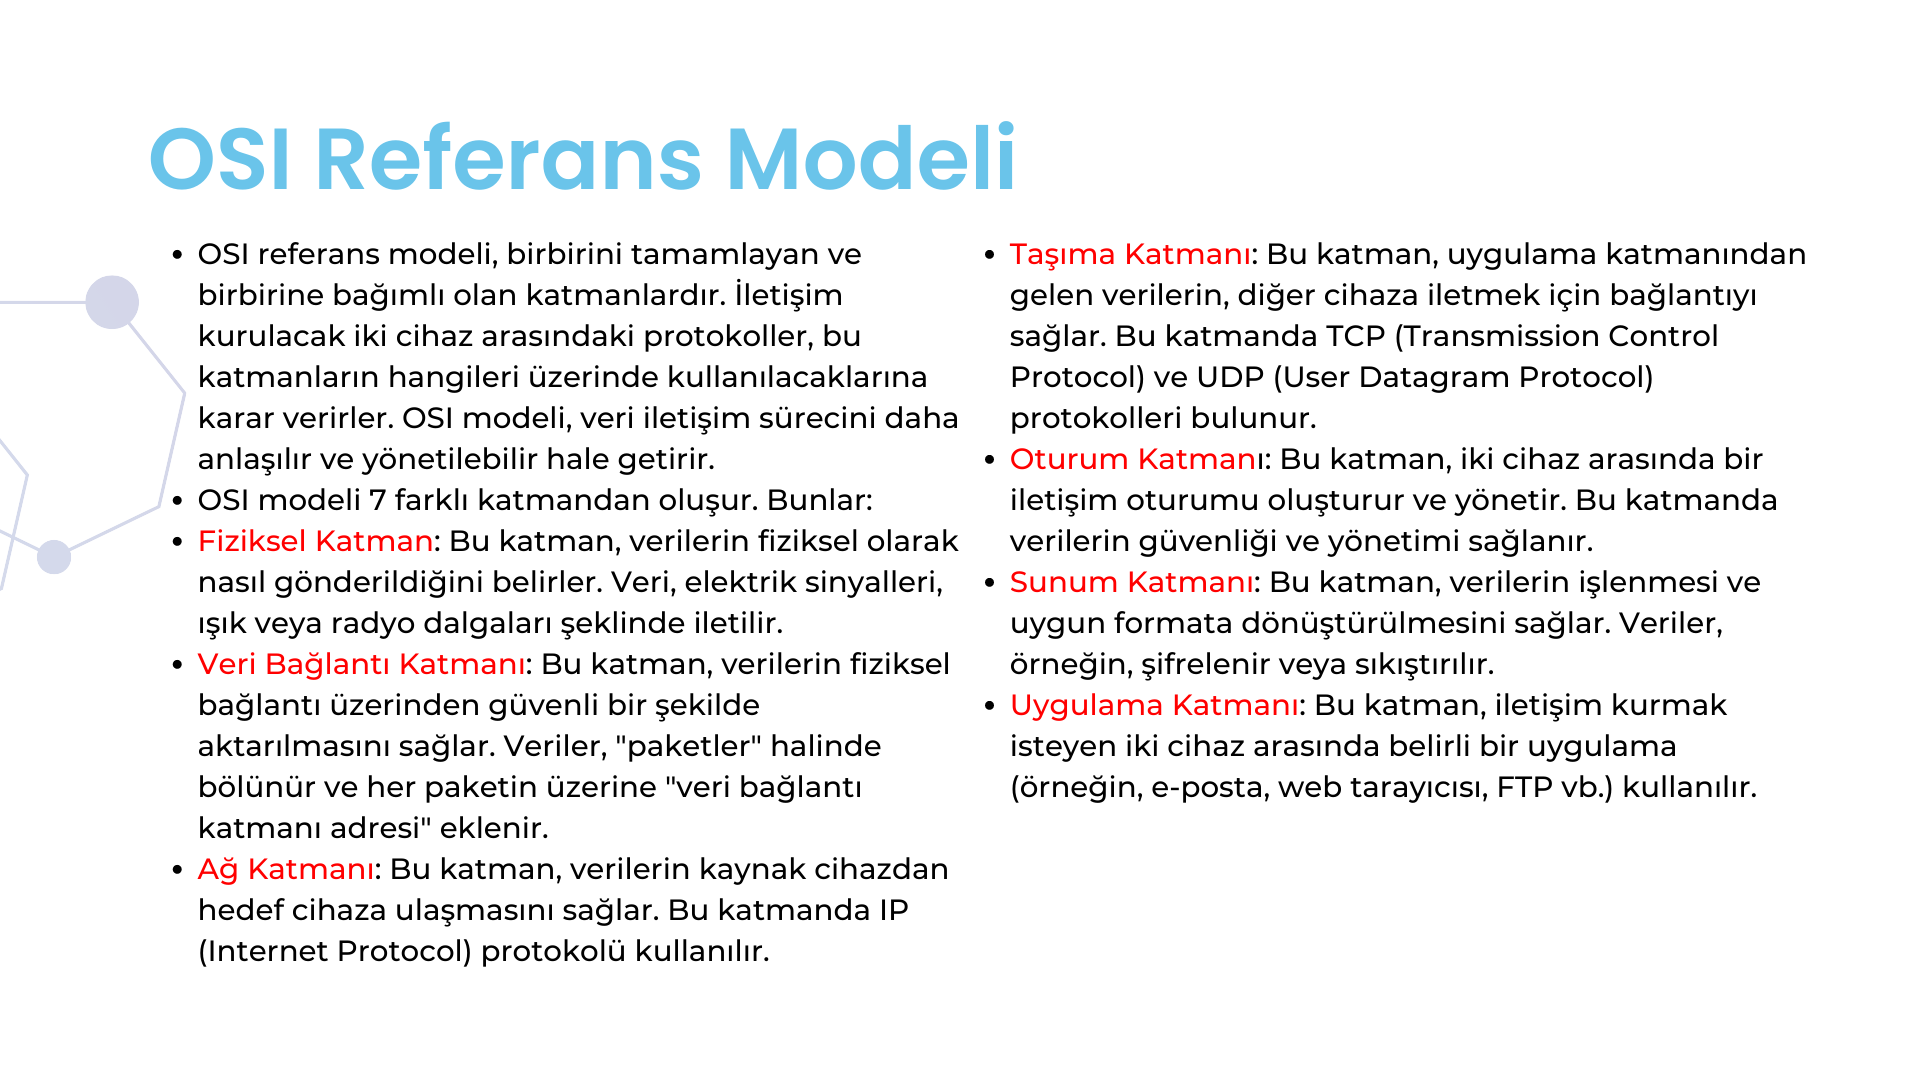 OSI Referans Modeli
• OSI referans modeli, birbirini tamamlayan ve
birbirine bağımlı olan katmanlardır. İletişim
kurulacak iki cihaz arasındaki protokoller, bu
katmanların hangileri üzerinde kullanılacaklarına
karar verirler. OSI modeli, veri iletişim sürecini daha
anlaşılır ve yönetilebilir hale getirir.
• OSI modeli 7 farklı katmandan oluşur. Bunlar:
• Fiziksel Katman: Bu katman, verilerin fiziksel olarak
nasıl gönderildiğini belirler. Veri, elektrik sinyalleri,
ışık veya radyo dalgaları şeklinde iletilir.
• Veri Bağlantı Katmanı: Bu katman, verilerin fiziksel
bağlantı üzerinden güvenli bir şekilde
aktarılmasını sağlar. Veriler, "paketler" halinde
bölünür ve her paketin üzerine "veri bağlantı
katmanı adresi" eklenir.
• Ağ Katmanı: Bu katman, verilerin kaynak cihazdan
hedef cihaza ulaşmasını sağlar. Bu katmanda IP
(Internet Protocol) protokolü kullanılır.
• Taşıma Katmanı: Bu katman, uygulama katmanından
gelen verilerin, diğer cihaza iletmek için bağlantıyı
sağlar. Bu katmanda TCP (Transmission Control
Protocol) ve UDP (User Datagram Protocol)
protokolleri bulunur.
• Oturum Katmanı: Bu katman, iki cihaz arasında bir
iletişim oturumu oluşturur ve yönetir. Bu katmanda
verilerin güvenliği ve yönetimi sağlanır.
• Sunum Katmanı: Bu katman, verilerin işlenmesi ve
uygun formata dönüştürülmesini sağlar. Veriler,
örneğin, şifrelenir veya sıkıştırılır.
• Uygulama Katmanı: Bu katman, iletişim kurmak
isteyen iki cihaz arasında belirli bir uygulama
(örneğin, e-posta, web tarayıcısı, FTP vb.) kullanılır.